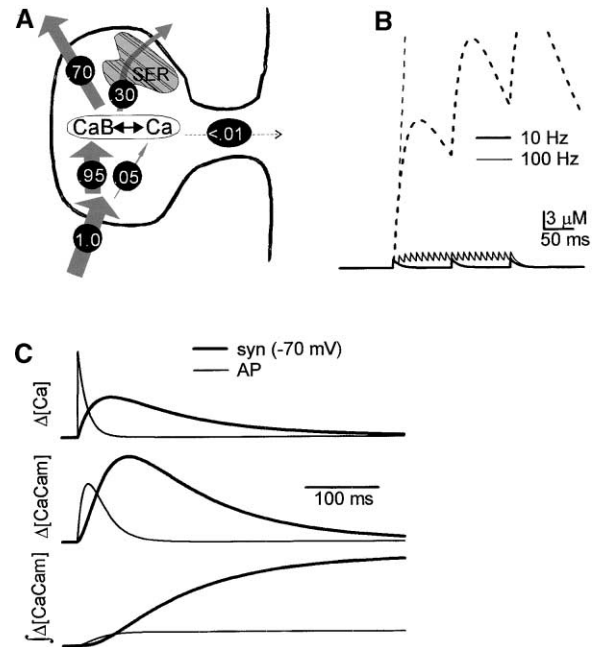 A
.70
SER
.30
CaB Ca
<.01
.95
.05
1.0
B
10 Hz
100 Hz
3 µM
50 ms
C
syn (-70 mV)
AP
Δ[Ca]
Δ[CaCam]
100 ms
∫Δ[CaCam]